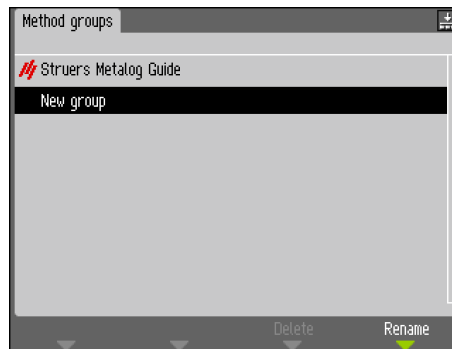 Method groups
Struers Metalog Guide
New group
Delete Rename